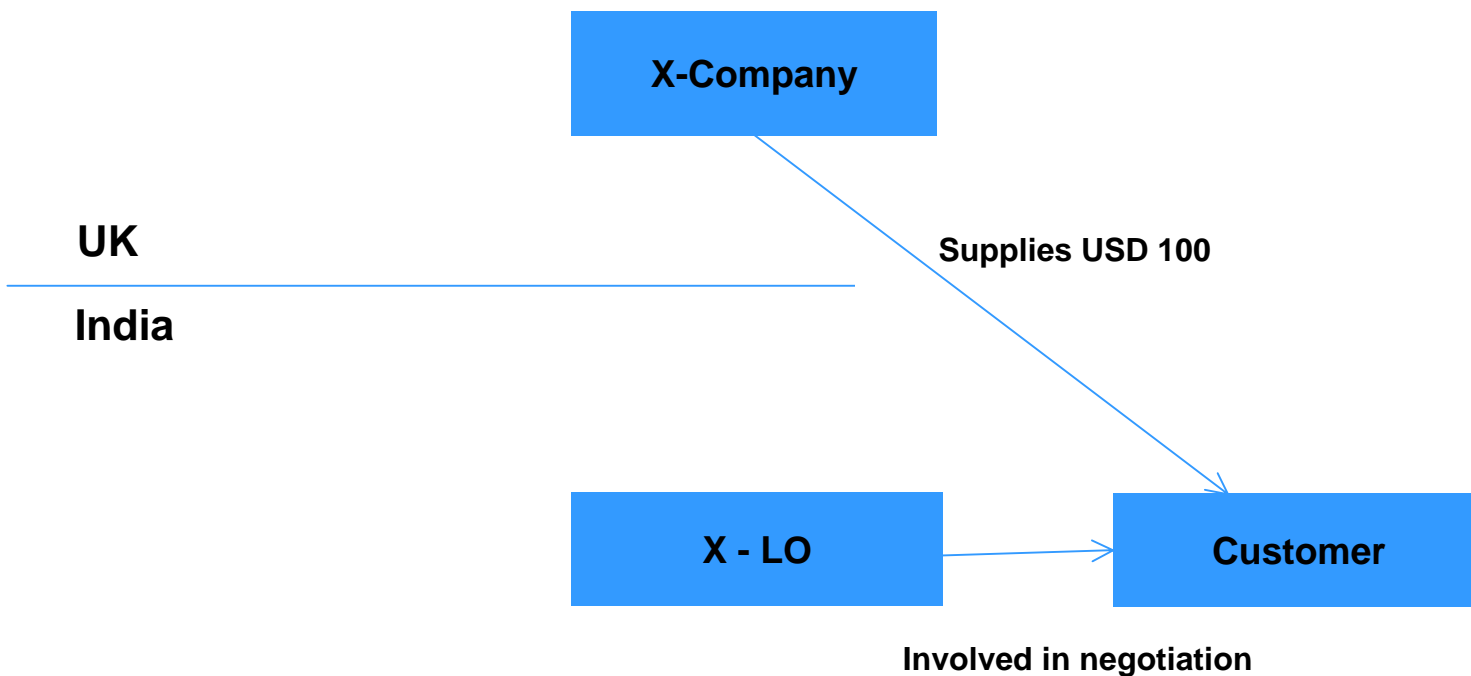 X-Company
UK
Supplies USD 100
India
X - LO
Customer
Involved in negotiation